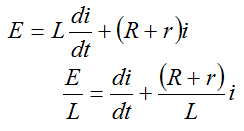 E = L di/dt + (R + r)i
E/L = di/dt + (R + r)/L i